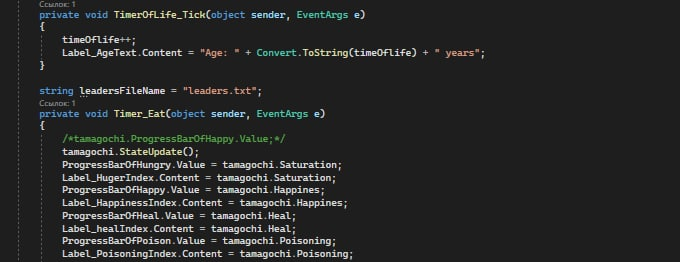 Ссылок: 1
private void TimerOfLife_Tick(object sender, EventArgs e)
{
timeOflife++;
Label_AgeText.Content = "Age: " + Convert.ToString(timeOflife) + " years";
}
string leadersFileName = "leaders.txt";
Ссылок: 1
private void Timer_Eat(object sender, EventArgs e)
{
/*tamagochi.ProgressBarOfHappy.Value;*/
tamagochi.StateUpdate();
ProgressBarOfHungry.Value = tamagochi.Saturation;
Label_HugerIndex.Content = tamagochi.Saturation;
ProgressBarOfHappy.Value = tamagochi.Happines;
Label_HappinessIndex.Content = tamagochi.Happines;
ProgressBarOfHeal.Value = tamagochi.Heal;
Label_healIndex.Content = tamagochi.Heal;
ProgressBarOfPoison.Value = tamagochi.Poisoning;
Label_PoisoningIndex.Content = tamagochi.Poisoning;